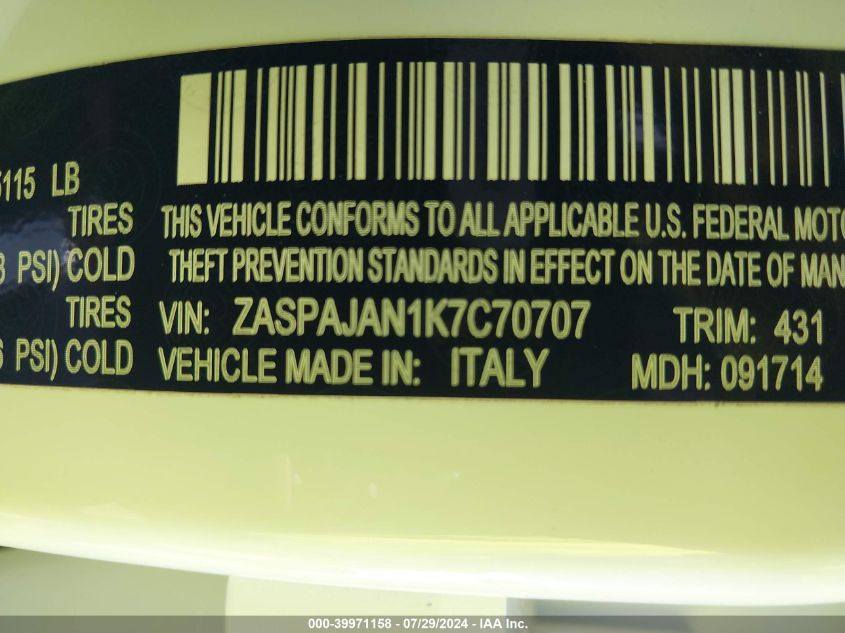 5115 LB
TIRES THIS VEHICLE CONFORMS TO ALL APPLICABLE U.S. FEDERAL MOTO
PSI) COLD THEFT PREVENTION STANDARDS IN EFFECT ON THE DATE OF MAN
TIRES VIN: ZASPAJAN1K7C70707 TRIM: 431
PSI) COLD VEHICLE MADE IN: ITALY MDH: 091714
000-39971158 - 07/29/2024 - IAA Inc.